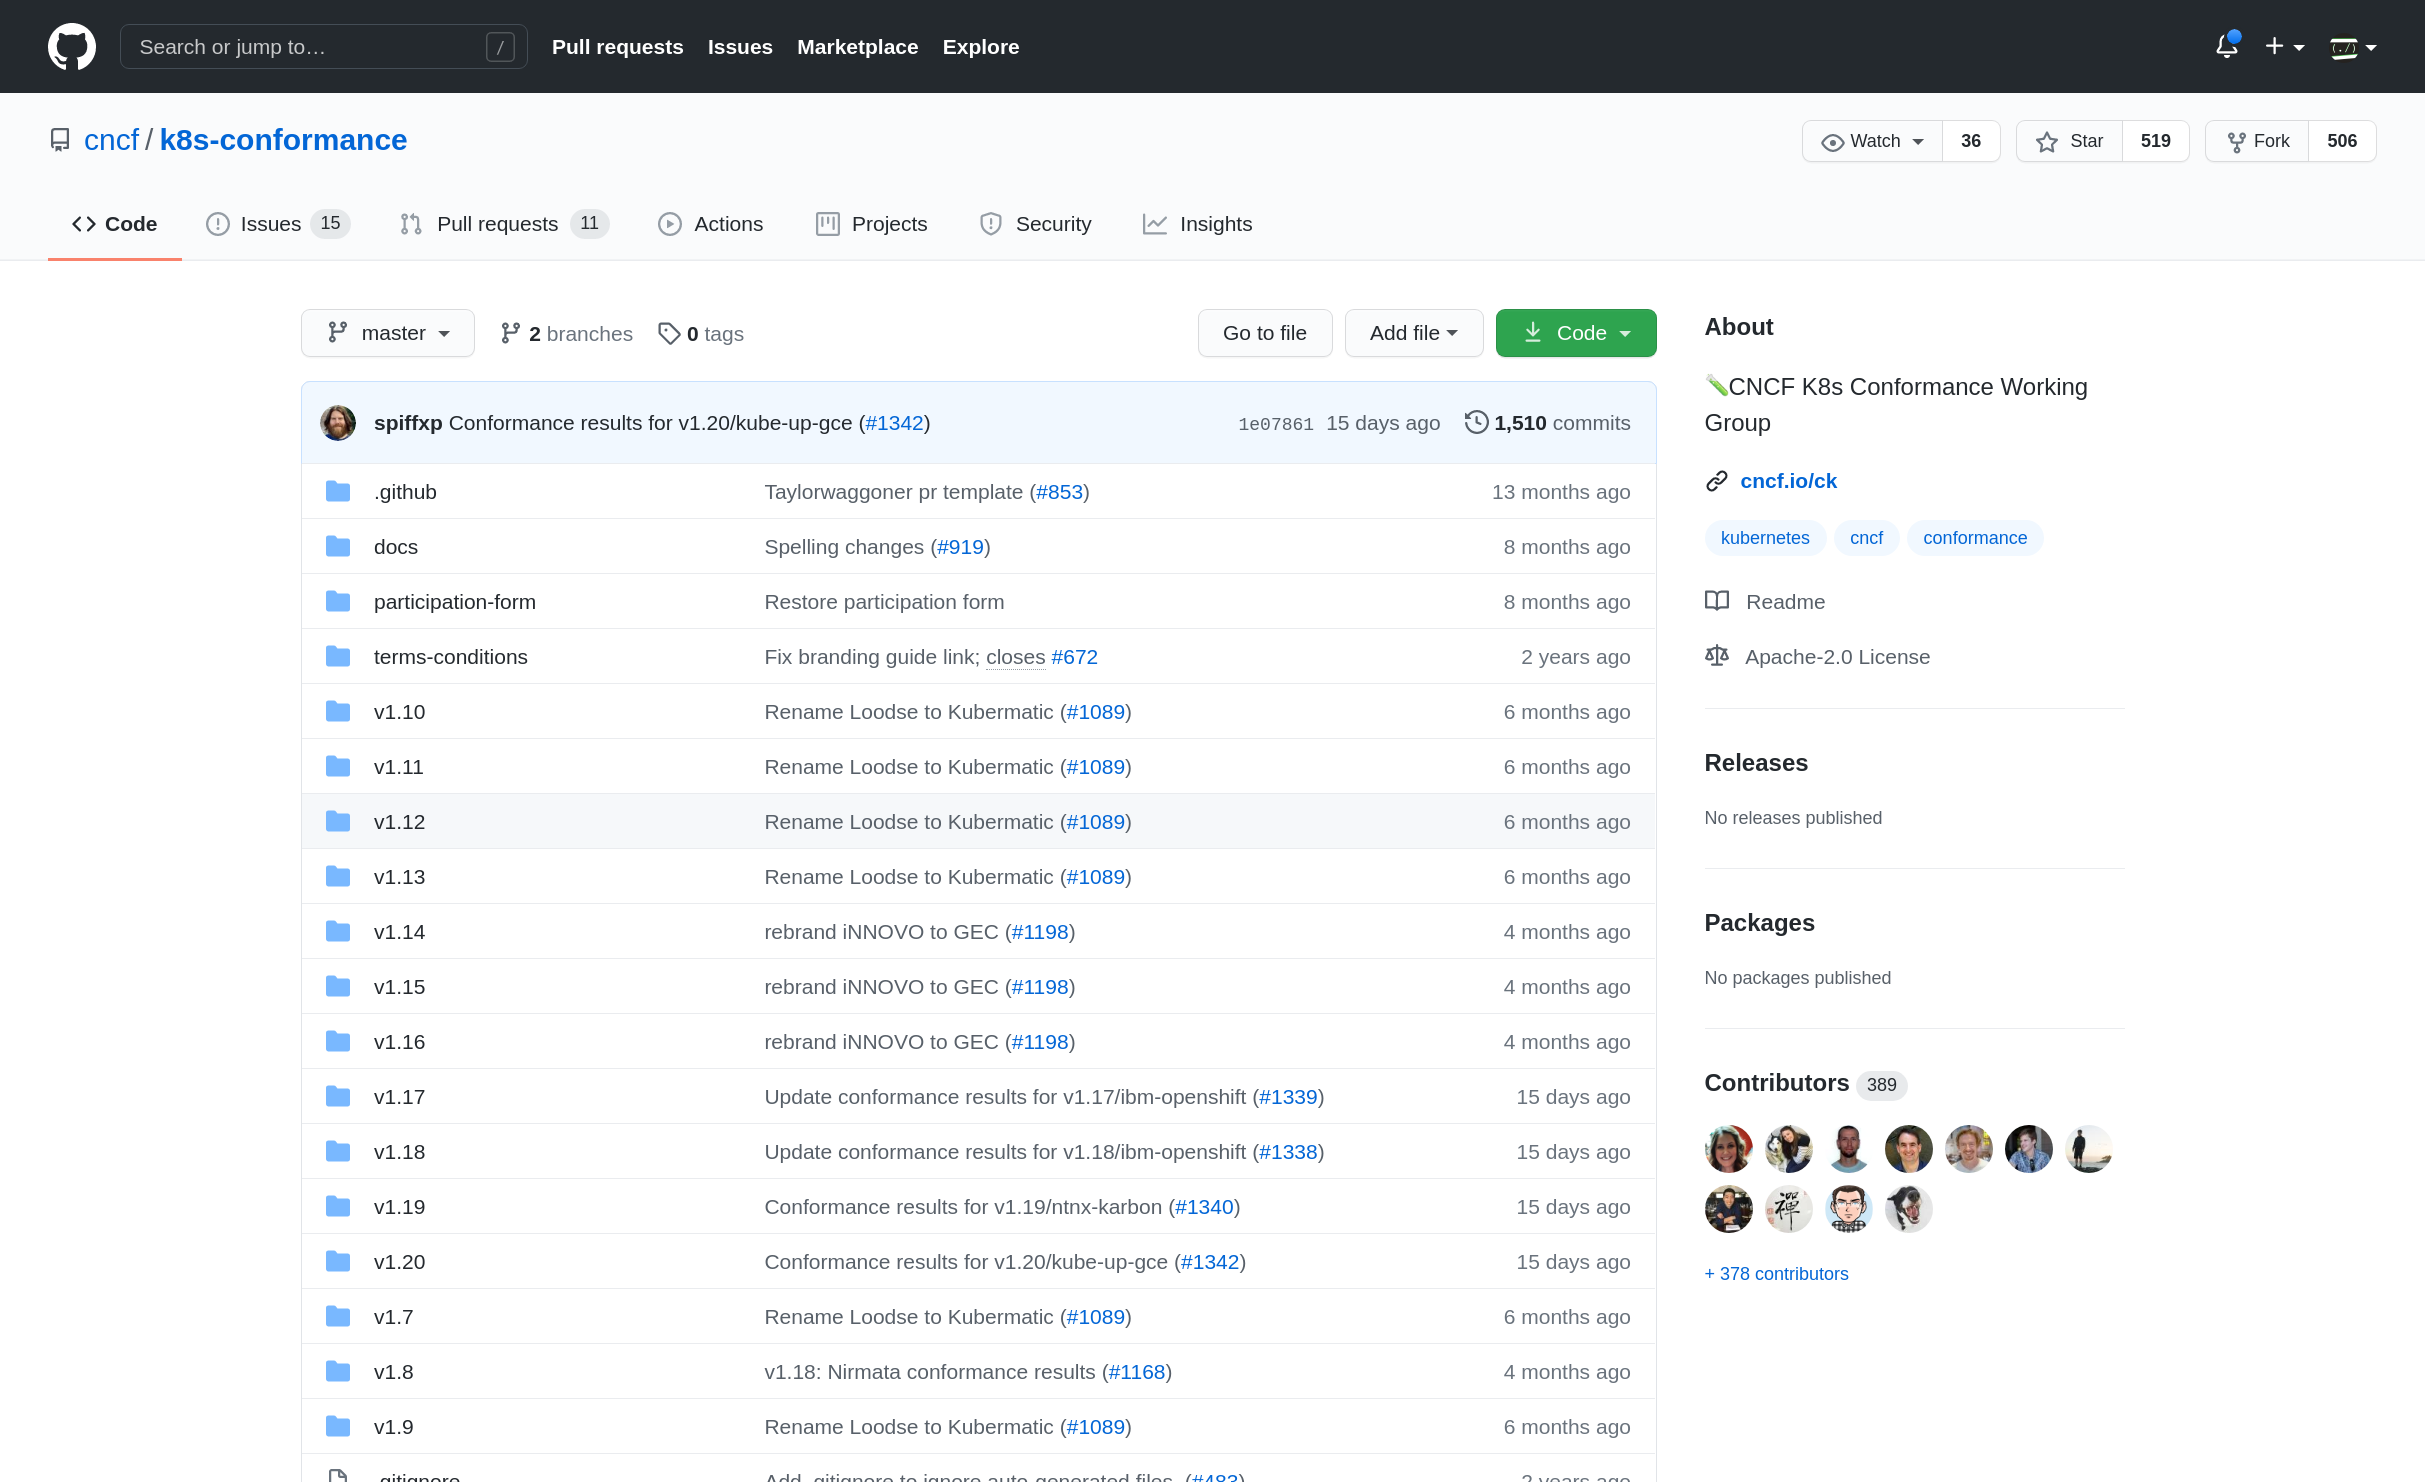 Search or jump to… /
Pull requests Issues Marketplace Explore
cncf / k8s-conformance
Watch 36 Star 519 Fork 506
Code Issues 15 Pull requests 11 Actions Projects Security Insights
master 2 branches 0 tags Go to file Add file Code
spiffxp Conformance results for v1.20/kube-up-gce (#1342) 1e07861 15 days ago 1,510 commits
.github Taylorwaggoner pr template (#853) 13 months ago
docs Spelling changes (#919) 8 months ago
participation-form Restore participation form 8 months ago
terms-conditions Fix branding guide link; closes #672 2 years ago
v1.10 Rename Loodse to Kubermatic (#1089) 6 months ago
v1.11 Rename Loodse to Kubermatic (#1089) 6 months ago
v1.12 Rename Loodse to Kubermatic (#1089) 6 months ago
v1.13 Rename Loodse to Kubermatic (#1089) 6 months ago
v1.14 rebrand iNNOVO to GEC (#1198) 4 months ago
v1.15 rebrand iNNOVO to GEC (#1198) 4 months ago
v1.16 rebrand iNNOVO to GEC (#1198) 4 months ago
v1.17 Update conformance results for v1.17/ibm-openshift (#1339) 15 days ago
v1.18 Update conformance results for v1.18/ibm-openshift (#1338) 15 days ago
v1.19 Conformance results for v1.19/ntnx-karbon (#1340) 15 days ago
v1.20 Conformance results for v1.20/kube-up-gce (#1342) 15 days ago
v1.7 Rename Loodse to Kubermatic (#1089) 6 months ago
v1.8 v1.18: Nirmata conformance results (#1168) 4 months ago
v1.9 Rename Loodse to Kubermatic (#1089) 6 months ago
.gitignore Add .gitignore to ignore auto-generated files. (#483) 2 years ago
About
CNCF K8s Conformance Working
Group
cncf.io/ck
kubernetes cncf conformance
Readme
Apache-2.0 License
Releases
No releases published
Packages
No packages published
Contributors 389
禪
+ 378 contributors